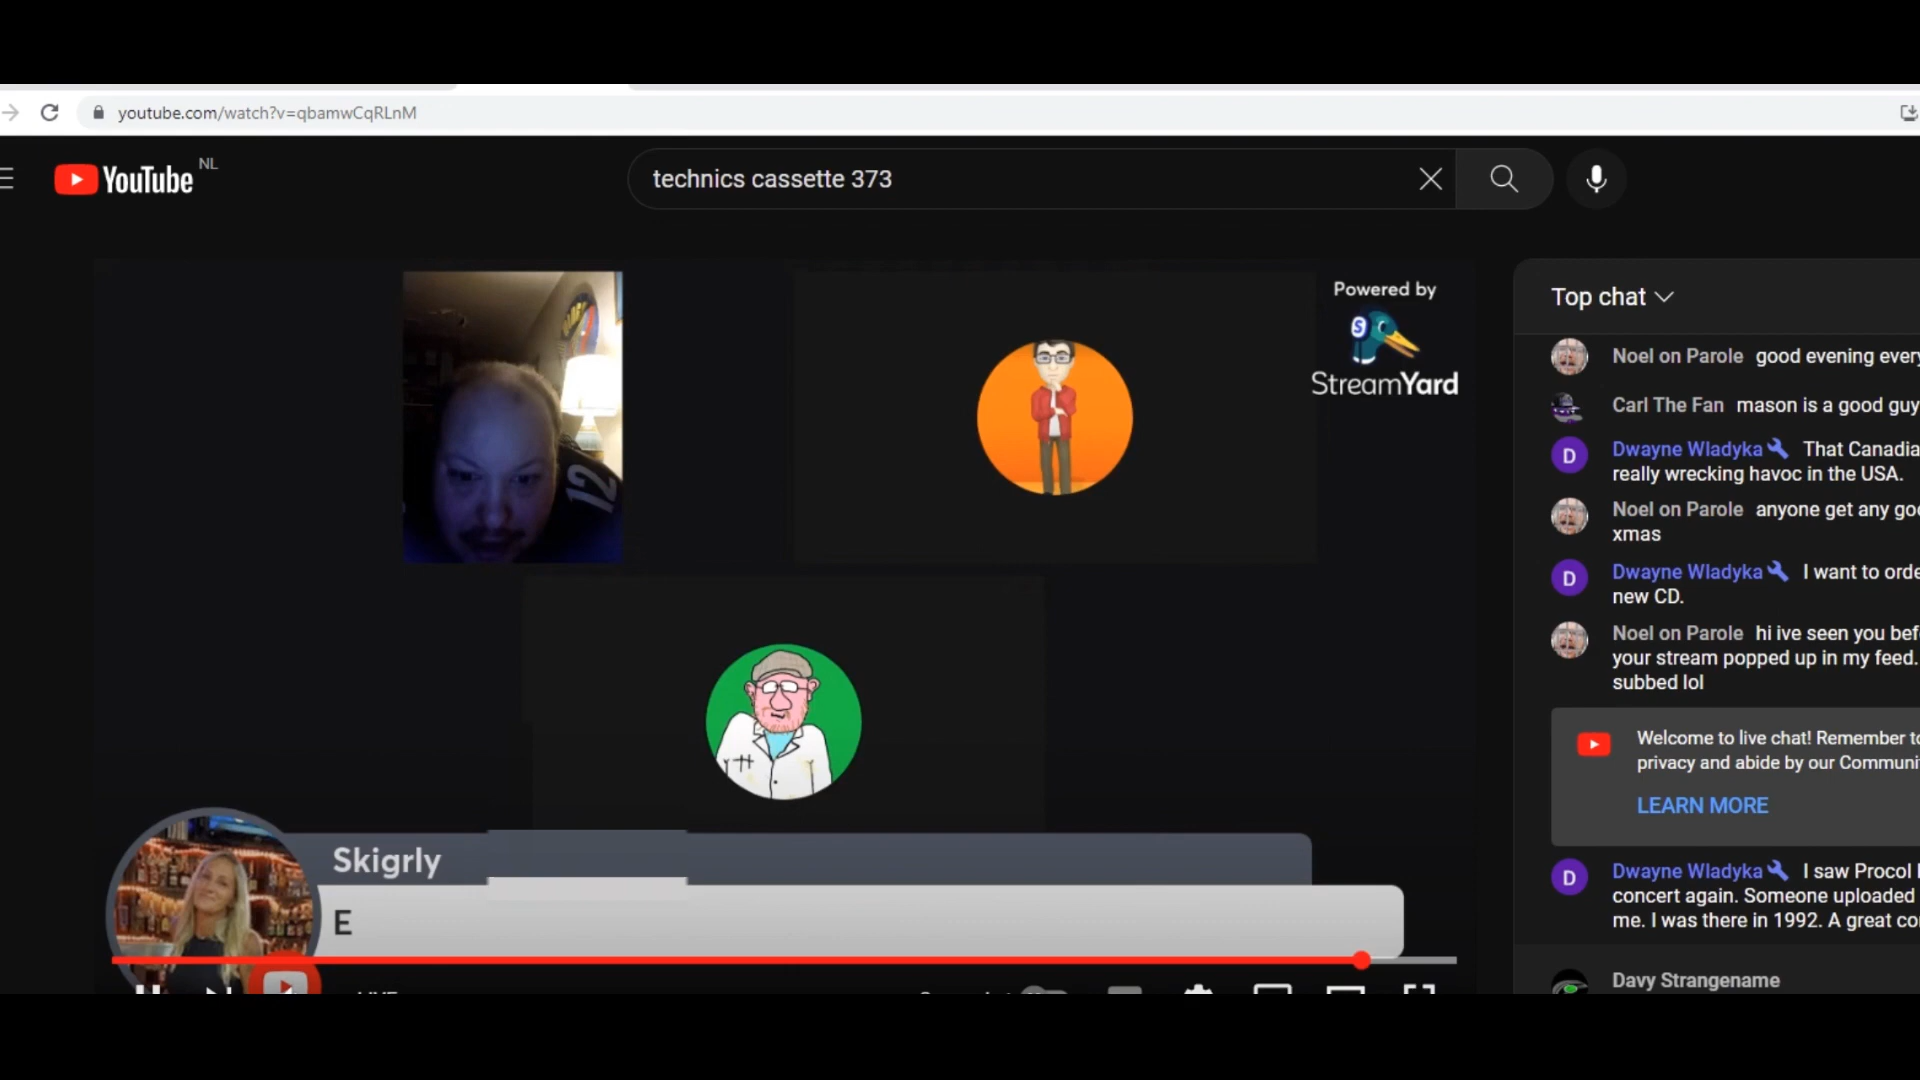 youtube.com/watch?v=qbamwCqRLnM
YouTube NL
technics cassette 373
Powered by
S
StreamYard
12
Skigrly
E
Top chat
Noel on Parole good evening every
Carl The Fan mason is a good guy
D Dwayne Wladyka That Canadia
really wrecking havoc in the USA.
Noel on Parole anyone get any goo
xmas
D Dwayne Wladyka I want to orde
new CD.
Noel on Parole hi ive seen you befo
your stream popped up in my feed.
subbed lol
Welcome to live chat! Remember to
privacy and abide by our Communi
LEARN MORE
D Dwayne Wladyka I saw Procol
concert again. Someone uploaded
me. I was there in 1992. A great co
Davy Strangename